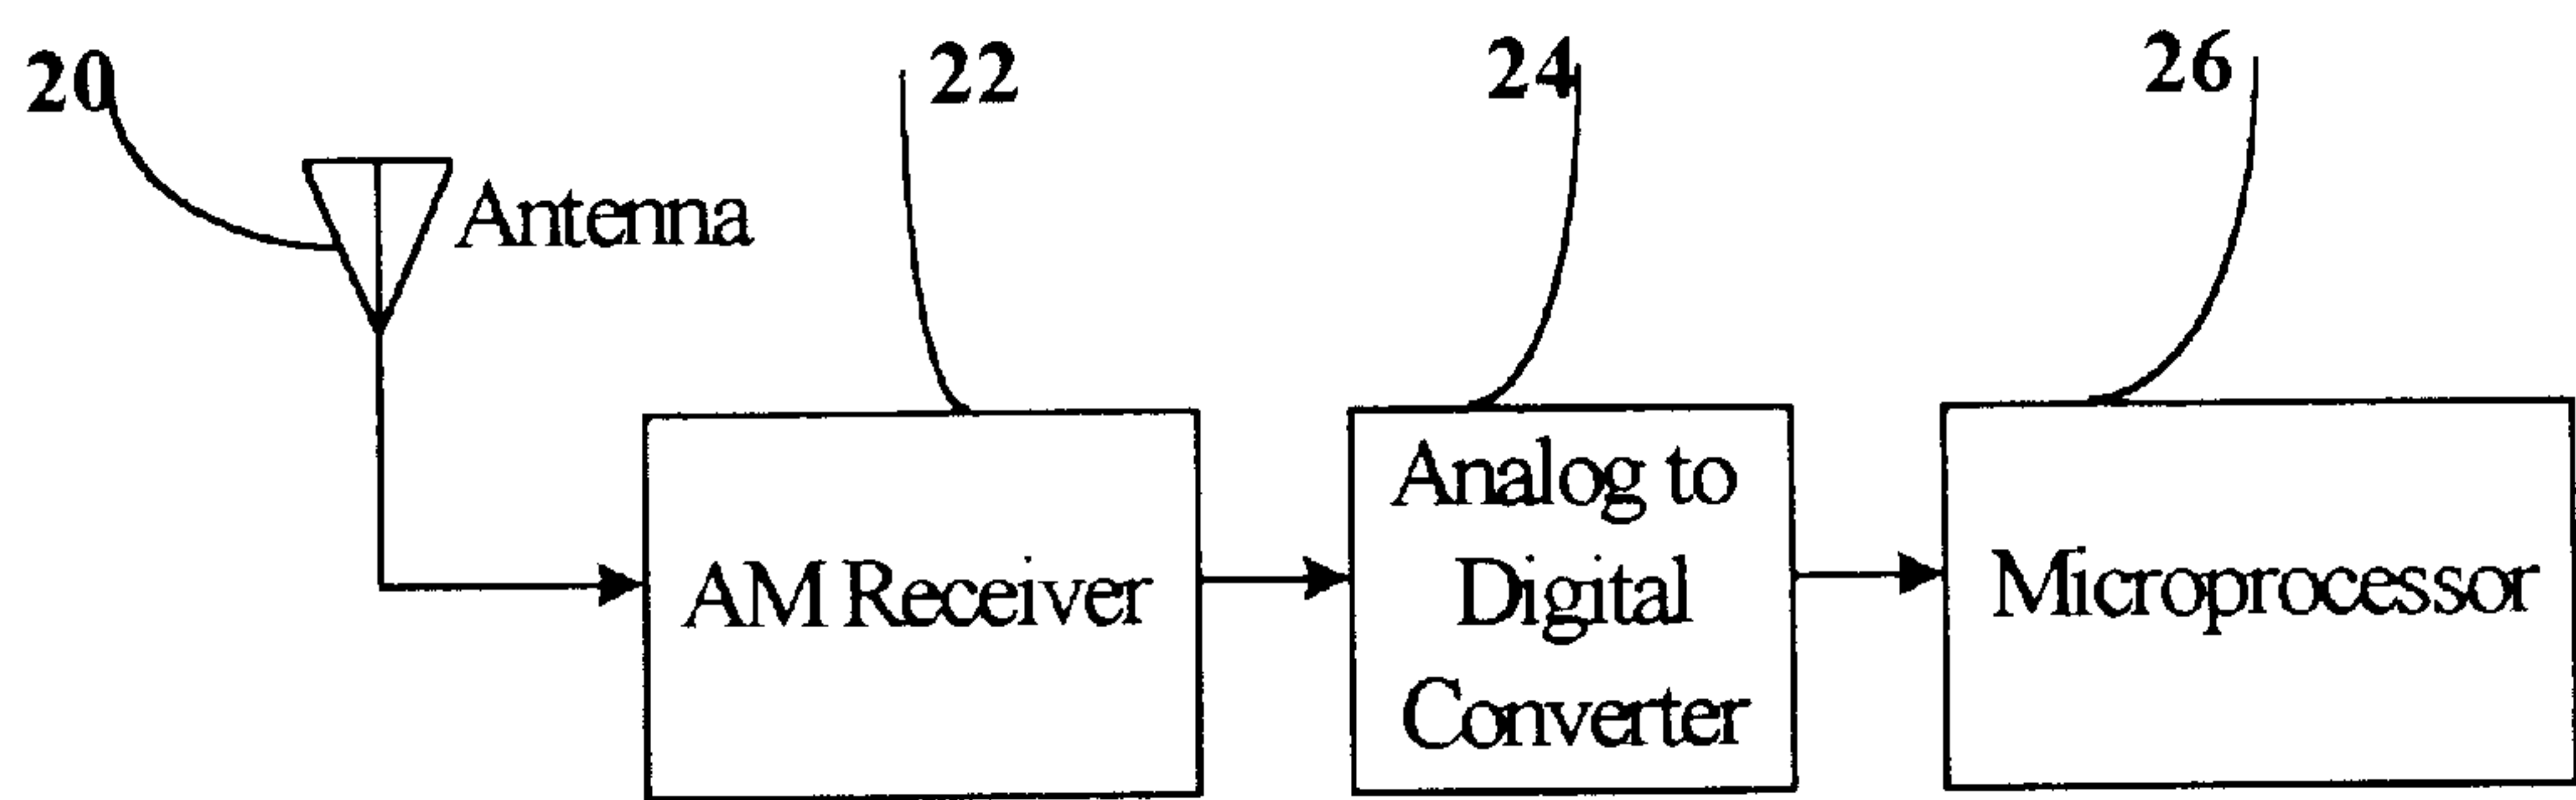 20
22
24
26
Antenna
AM Receiver
Analog to
Digital
Converter
Microprocessor